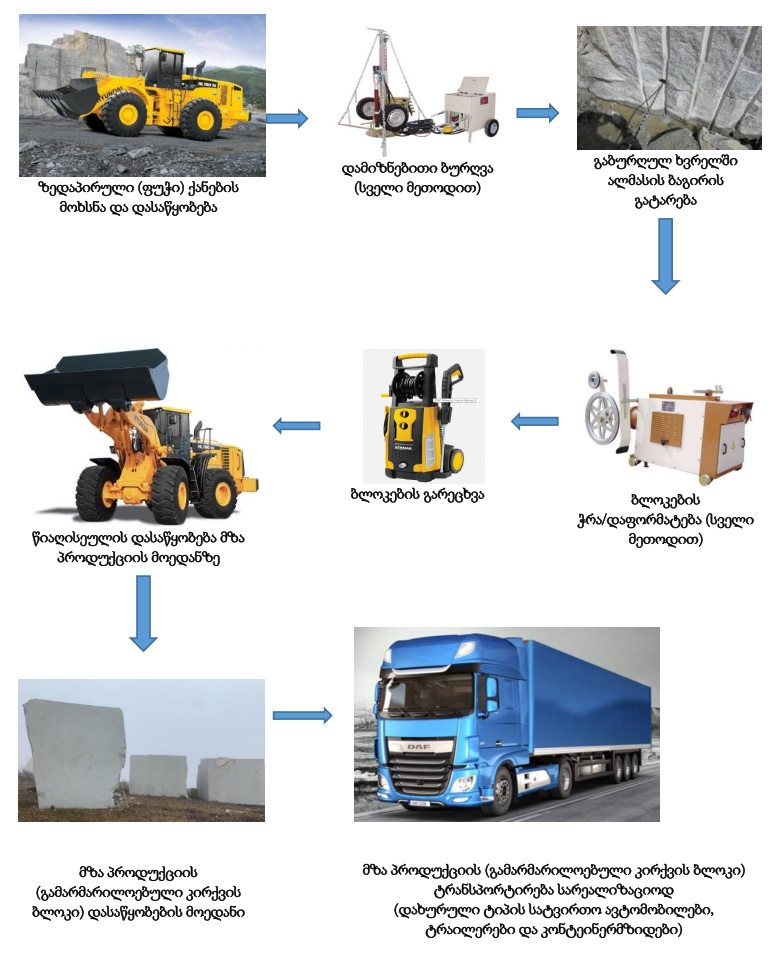 HYUNDAI
ზედაპირული (ფუჭი) ქანების
მოხსნა და დასაწყობება
დამიზნებითი ბურღვა
(სველი მეთოდით)
გაბურღულ ხვრელში
ალმასის ბაგირის
გატარება
ბლოკების
ჭრა/დაფორმატება (სველი
მეთოდით)
ბლოკების გარეცხვა
წიაღისეულის დასაწყობება მზა
პროდუქციის მოედანზე
DAF
მზა პროდუქციის
(გამარმარილოებული კირქვის
ბლოკი) დასაწყობების მოედანი
მზა პროდუქციის (გამარმარილოებული კირქვის ბლოკი)
ტრანსპორტირება სარეალიზაციოდ
(დახურული ტიპის სატვირთო ავტომობილები,
ტრაილერები და კონტეინერმზიდები)